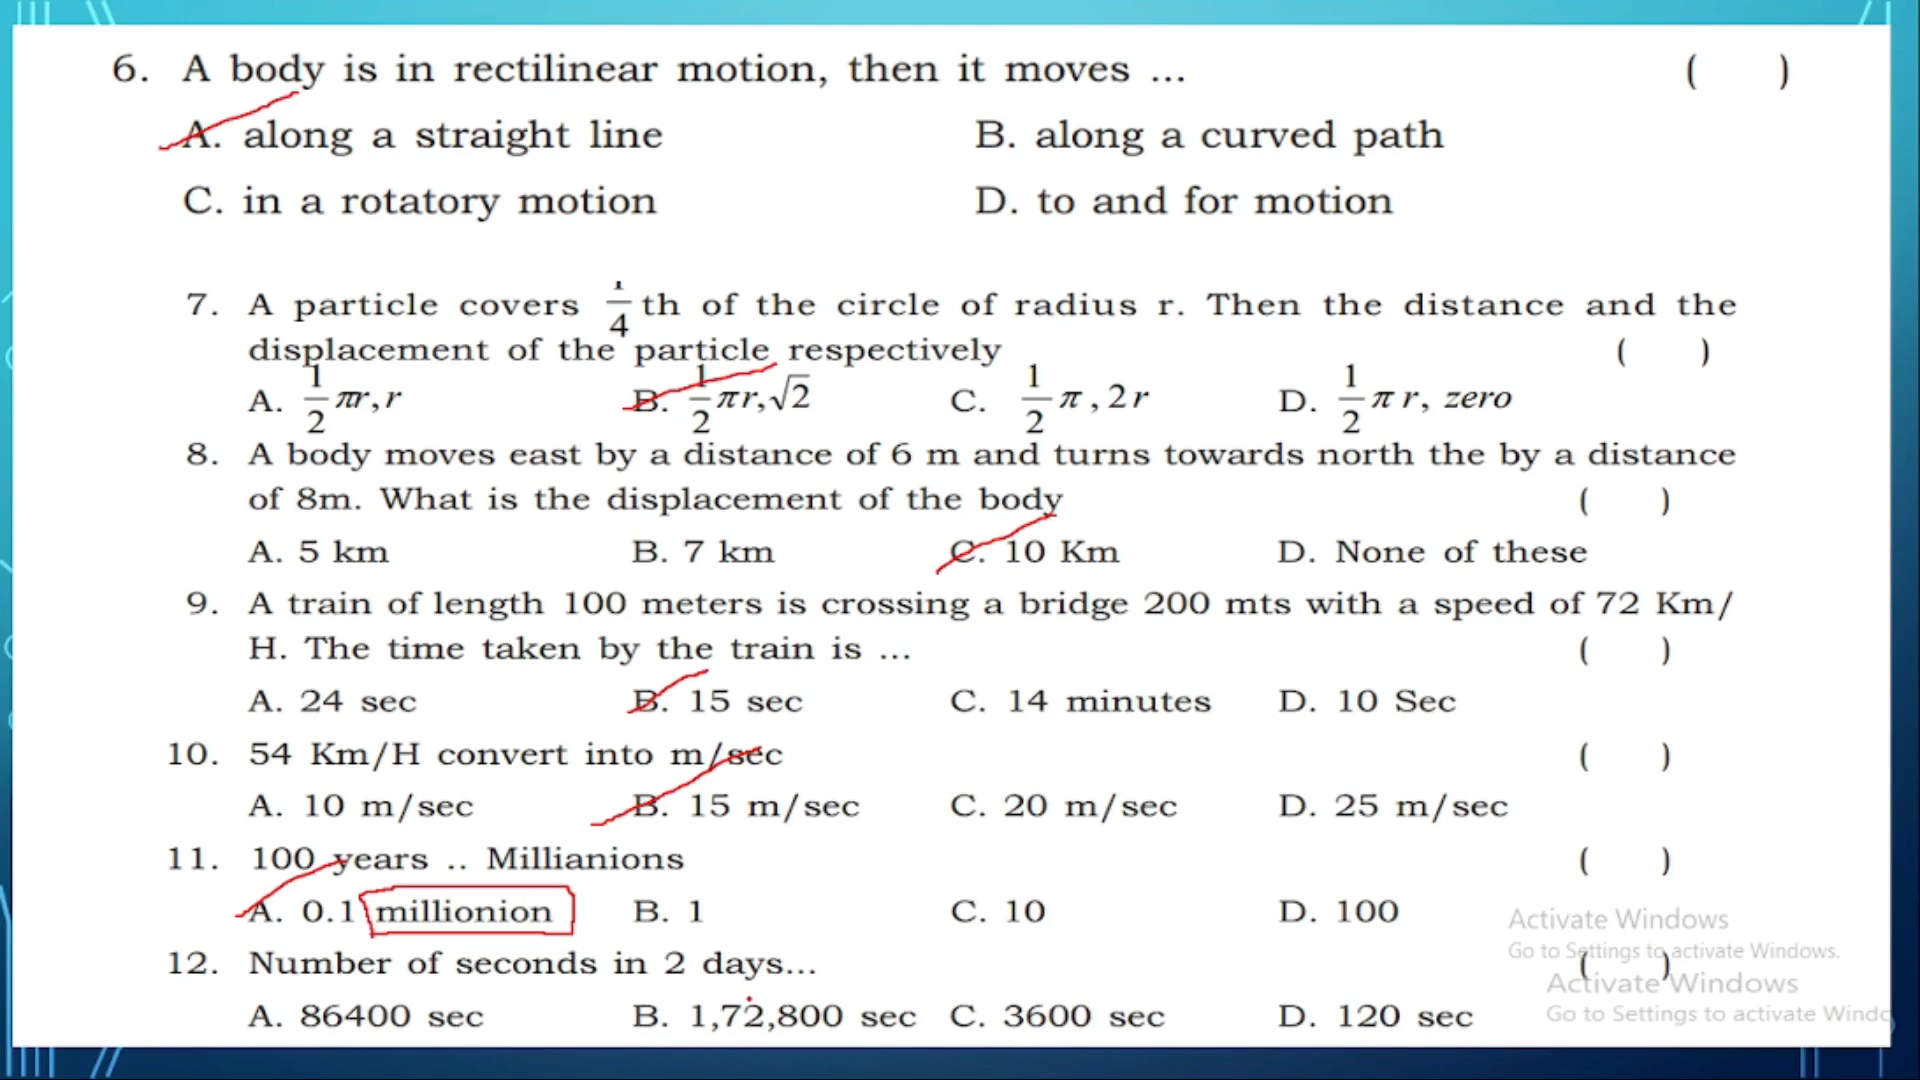 6. A body is in rectilinear motion, then it moves ... ( )
A. along a straight line B. along a curved path
C. in a rotatory motion D. to and for motion
7. A particle covers 1/4 th of the circle of radius r. Then the distance and the
displacement of the particle respectively ( )
A. 1/2 πr, r B. 1/2 πr, √2 C. 1/2 π , 2r D. 1/2 π r, zero
8. A body moves east by a distance of 6 m and turns towards north the by a distance
of 8m. What is the displacement of the body ( )
A. 5 km B. 7 km C. 10 Km D. None of these
9. A train of length 100 meters is crossing a bridge 200 mts with a speed of 72 Km/
H. The time taken by the train is ... ( )
A. 24 sec B. 15 sec C. 14 minutes D. 10 Sec
10. 54 Km/H convert into m/sec ( )
A. 10 m/sec B. 15 m/sec C. 20 m/sec D. 25 m/sec
11. 100 years .. Millianions ( )
A. 0.1 millionion B. 1 C. 10 D. 100
Activate Windows
Go to Settings to activate Windows.
12. Number of seconds in 2 days... ( )
Activate Windows
A. 86400 sec B. 1,72,800 sec C. 3600 sec D. 120 sec
Go to Settings to activate Windo